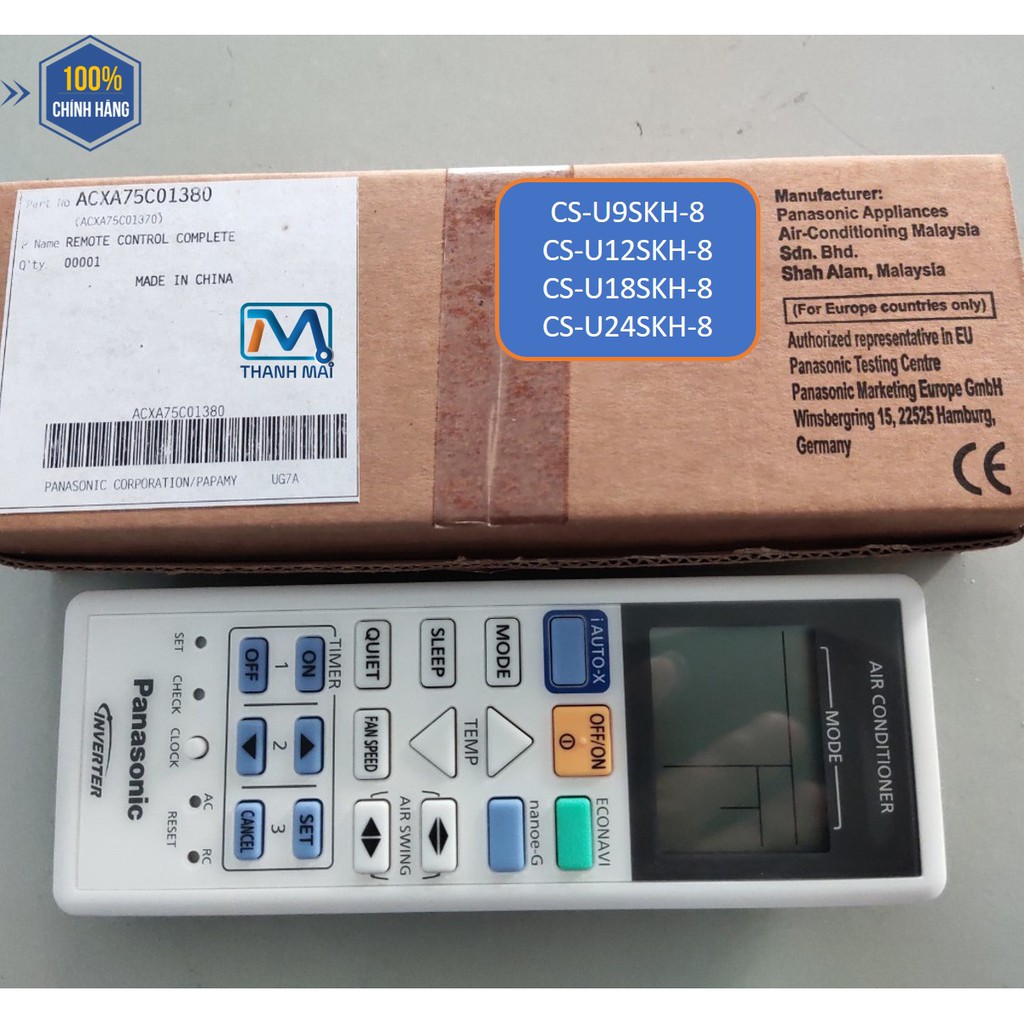 100%
CHÍNH HÃNG
Part No ACXA75C01380
(ACXA75C01370)
Name REMOTE CONTROL COMPLETE
Q'ty 00001
MADE IN CHINA
THANH MAI
ACXA75C01380
PANASONIC CORPORATION/PAPAMY UG7A
CS-U9SKH-8
CS-U12SKH-8
CS-U18SKH-8
CS-U24SKH-8
Manufacturer:
Panasonic Appliances
Air-Conditioning Malaysia
Sdn. Bhd.
Shah Alam, Malaysia
(For Europe countries only)
Authorized representative in EU
Panasonic Testing Centre
Panasonic Marketing Europe GmbH
Winsbergring 15, 22525 Hamburg,
Germany
CE
AIR CONDITIONER
MODE
iAUTO-X
OFF/ON
ECONAVI
nanoe-G
MODE
SLEEP
QUIET
TEMP
FAN SPEED
AIR SWING
TIMER
ON
OFF
1
2
3
SET
CANCEL
SET
CHECK
CLOCK
AC
RC
RESET
Panasonic
INVERTER